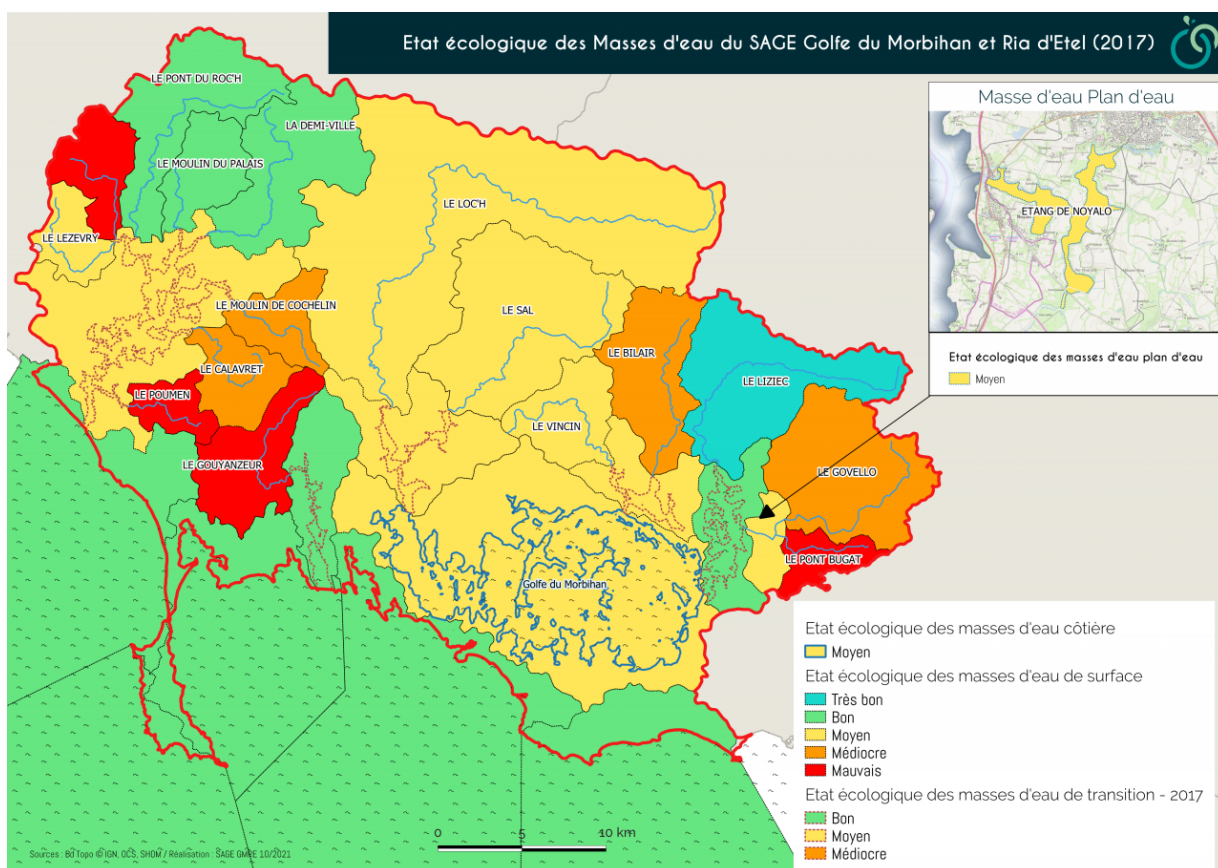 Etat écologique des Masses d'eau du SAGE Golfe du Morbihan et Ria d'Etel (2017)
Masse d'eau Plan d'eau
ETANG DE NOYALO
Etat écologique des masses d'eau plan d'eau
Moyen
LE PONT DU ROC'H
LA DEMI-VILLE
LE MOULIN DU PALAIS
LE LOC'H
LE LEZEVRY
LE MOULIN DE COCHELIN
LE SAL
LE BILAIR
LE CALAVRET
LE LIZIEC
LE POUMEN
LE VINCIN
LE GOUYANZEUR
LE GOVELLO
LE PONT BUGAT
Golfe du Morbihan
Etat écologique des masses d'eau côtière
Moyen
Etat écologique des masses d'eau de surface
Très bon
Bon
Moyen
Médiocre
Mauvais
Etat écologique des masses d'eau de transition - 2017
Bon
Moyen
Médiocre
0 5 10 km
Sources : Bd Topo © IGN, OCS, SHOM / Réalisation : SAGE GMRE 10/2021